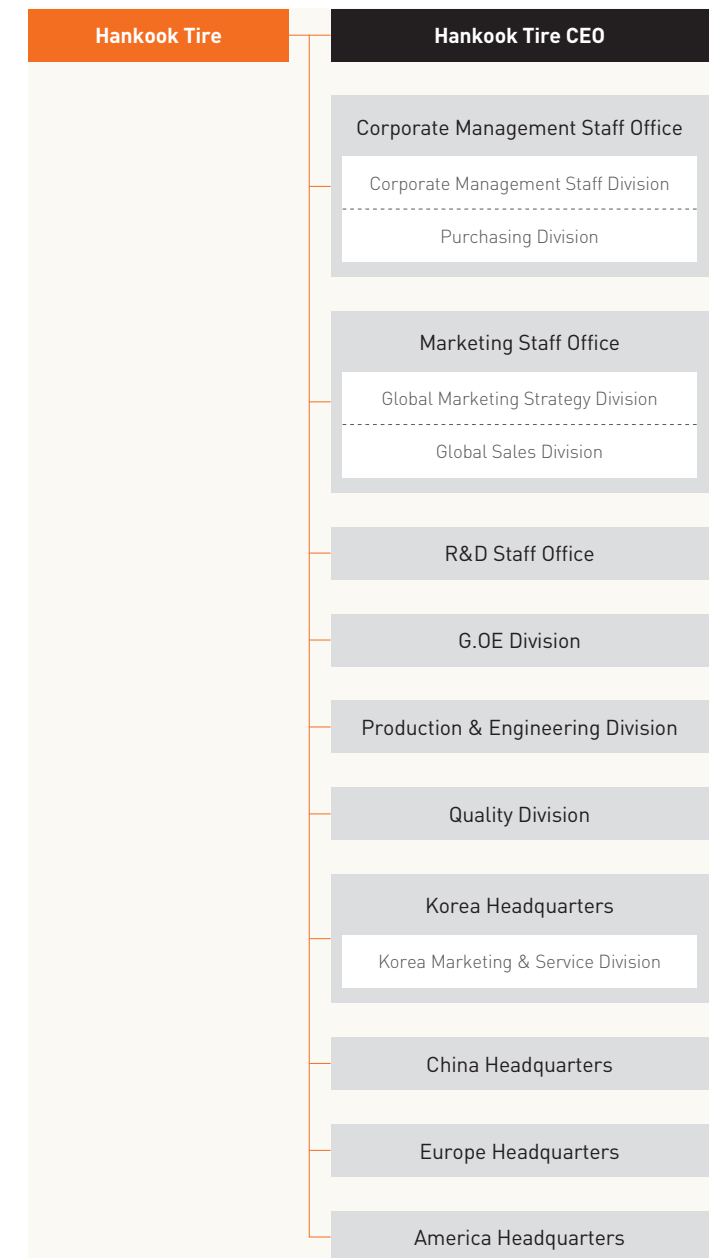 Hankook Tire
Hankook Tire CEO
Corporate Management Staff Office
Corporate Management Staff Division
Purchasing Division
Marketing Staff Office
Global Marketing Strategy Division
Global Sales Division
R&D Staff Office
G.OE Division
Production & Engineering Division
Quality Division
Korea Headquarters
Korea Marketing & Service Division
China Headquarters
Europe Headquarters
America Headquarters